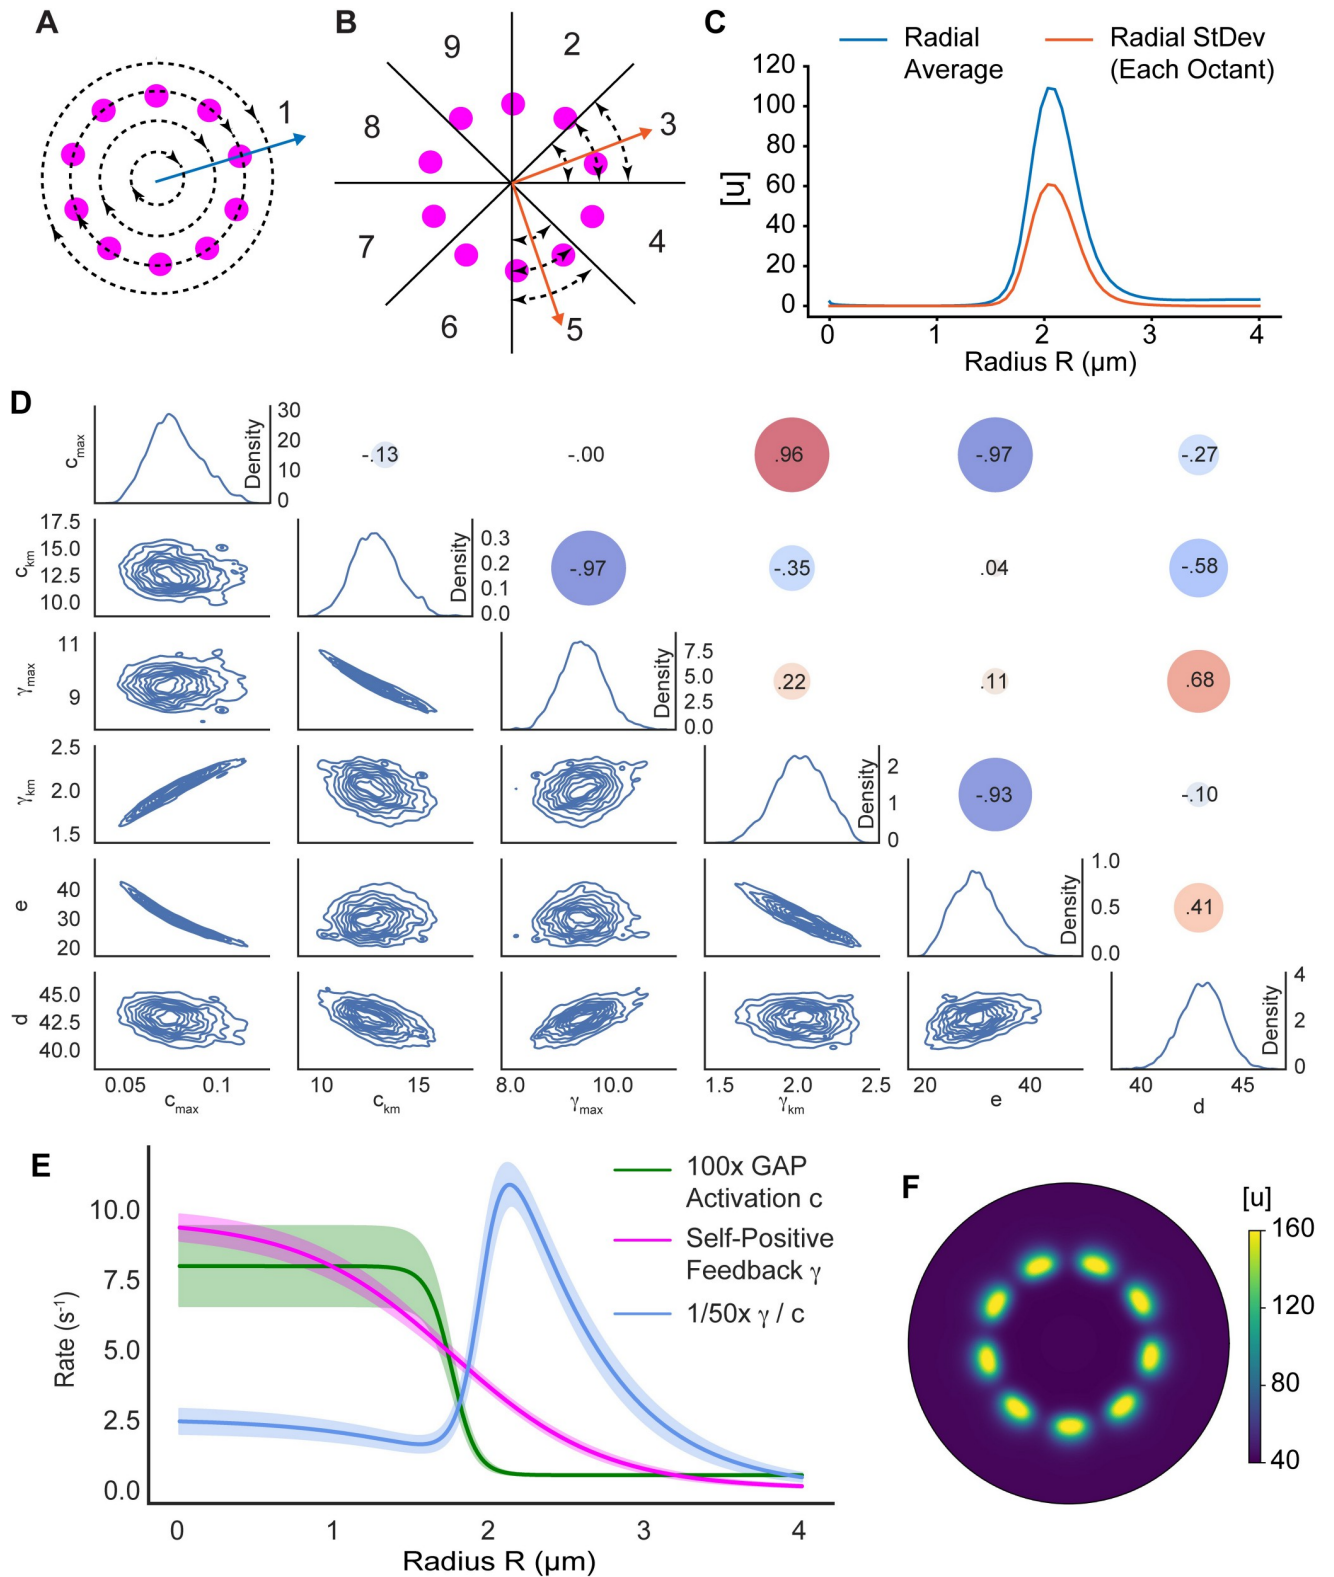 A
1
B
9
2
8
3
7
4
6
5
C
Radial
Average
Radial StDev
(Each Octant)
120
100
80
60
40
20
0
[u]
0
1
2
3
4
Radius R (μm)
D
c_max
30
20
10
0
Density
-.13
-.00
.96
-.97
-.27
c_km
17.5
15.0
12.5
10.0
0.3
0.2
0.1
0.0
Density
-.97
-.35
.04
-.58
γ_max
11
9
7.5
5.0
2.5
0.0
Density
.22
.11
.68
γ_km
2.5
2.0
1.5
2
1
0
Density
-.93
-.10
e
40
30
20
1.0
0.5
0.0
Density
.41
d
45.0
42.5
40.0
4
2
0
Density
0.05
0.1
10
15
8.0
10.0
1.5
2.0
2.5
20
40
40
45
c_max
c_km
γ_max
γ_km
e
d
E
100x GAP
Activation c
Self-Positive
Feedback γ
1/50x γ / c
10.0
7.5
5.0
2.5
0.0
Rate (s⁻¹)
0
1
2
3
4
Radius R (μm)
F
[u]
160
120
80
40